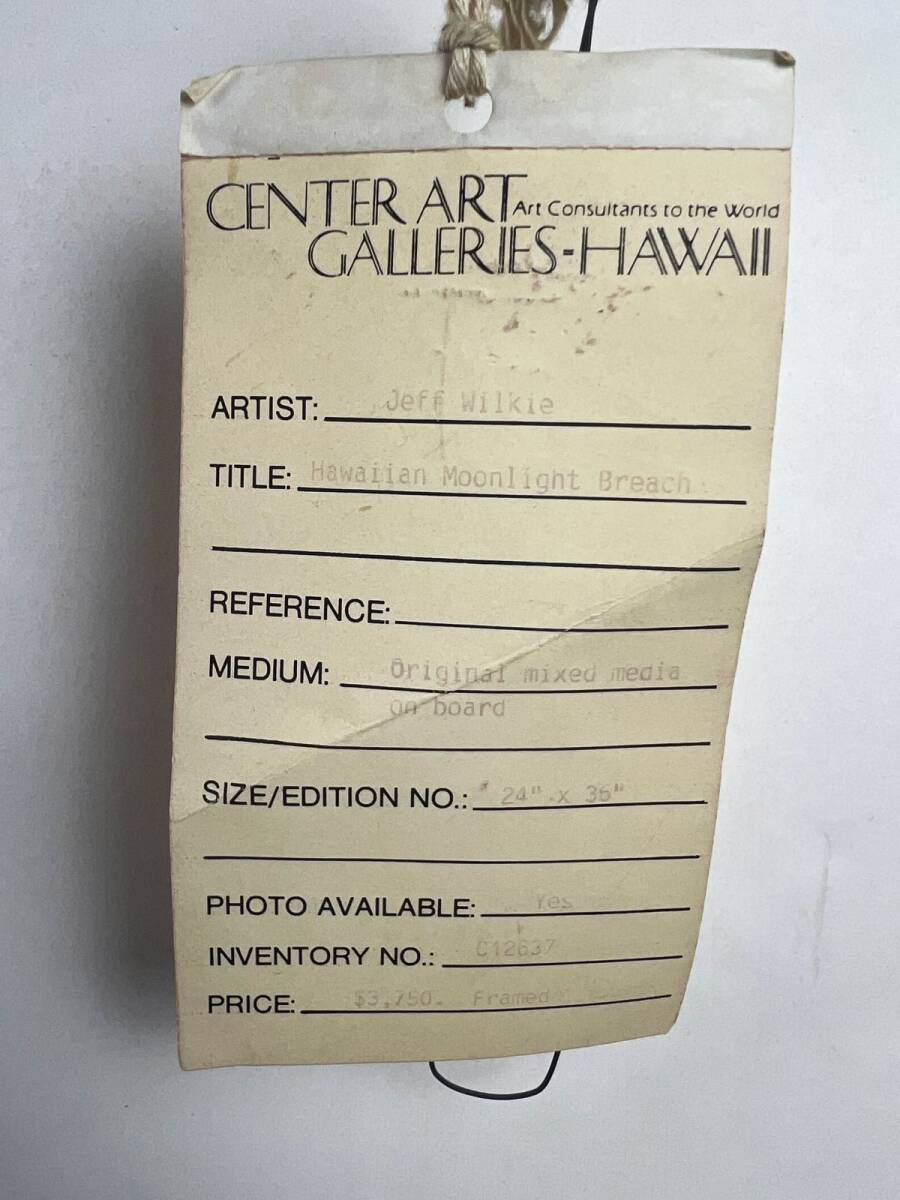 CENTER ART Art Consultants to the World
GALLERIES-HAWAII
ARTIST: Jeff Wilkie
TITLE: Hawaiian Moonlight Breach
REFERENCE:
MEDIUM: Original mixed media
on board
SIZE/EDITION NO.: 24" x 36"
PHOTO AVAILABLE: Yes
INVENTORY NO.: C12637
PRICE: $3,750. Framed